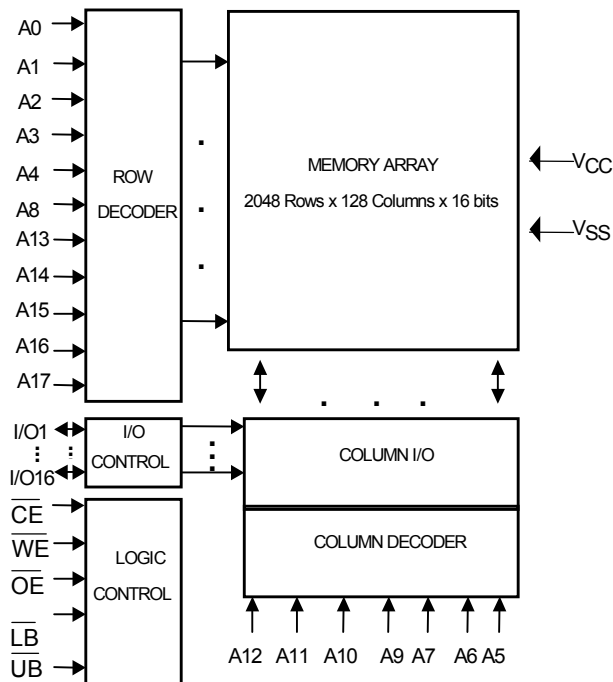 A0
A1
A2
A3
A4
A8
A13
A14
A15
A16
A17
ROW
DECODER
MEMORY ARRAY
2048 Rows x 128 Columns x 16 bits
VCC
VSS
I/O1
I/O16
I/O
CONTROL
COLUMN I/O
COLUMN DECODER
CE
WE
OE
LB
UB
LOGIC
CONTROL
A12 A11 A10 A9 A7 A6 A5